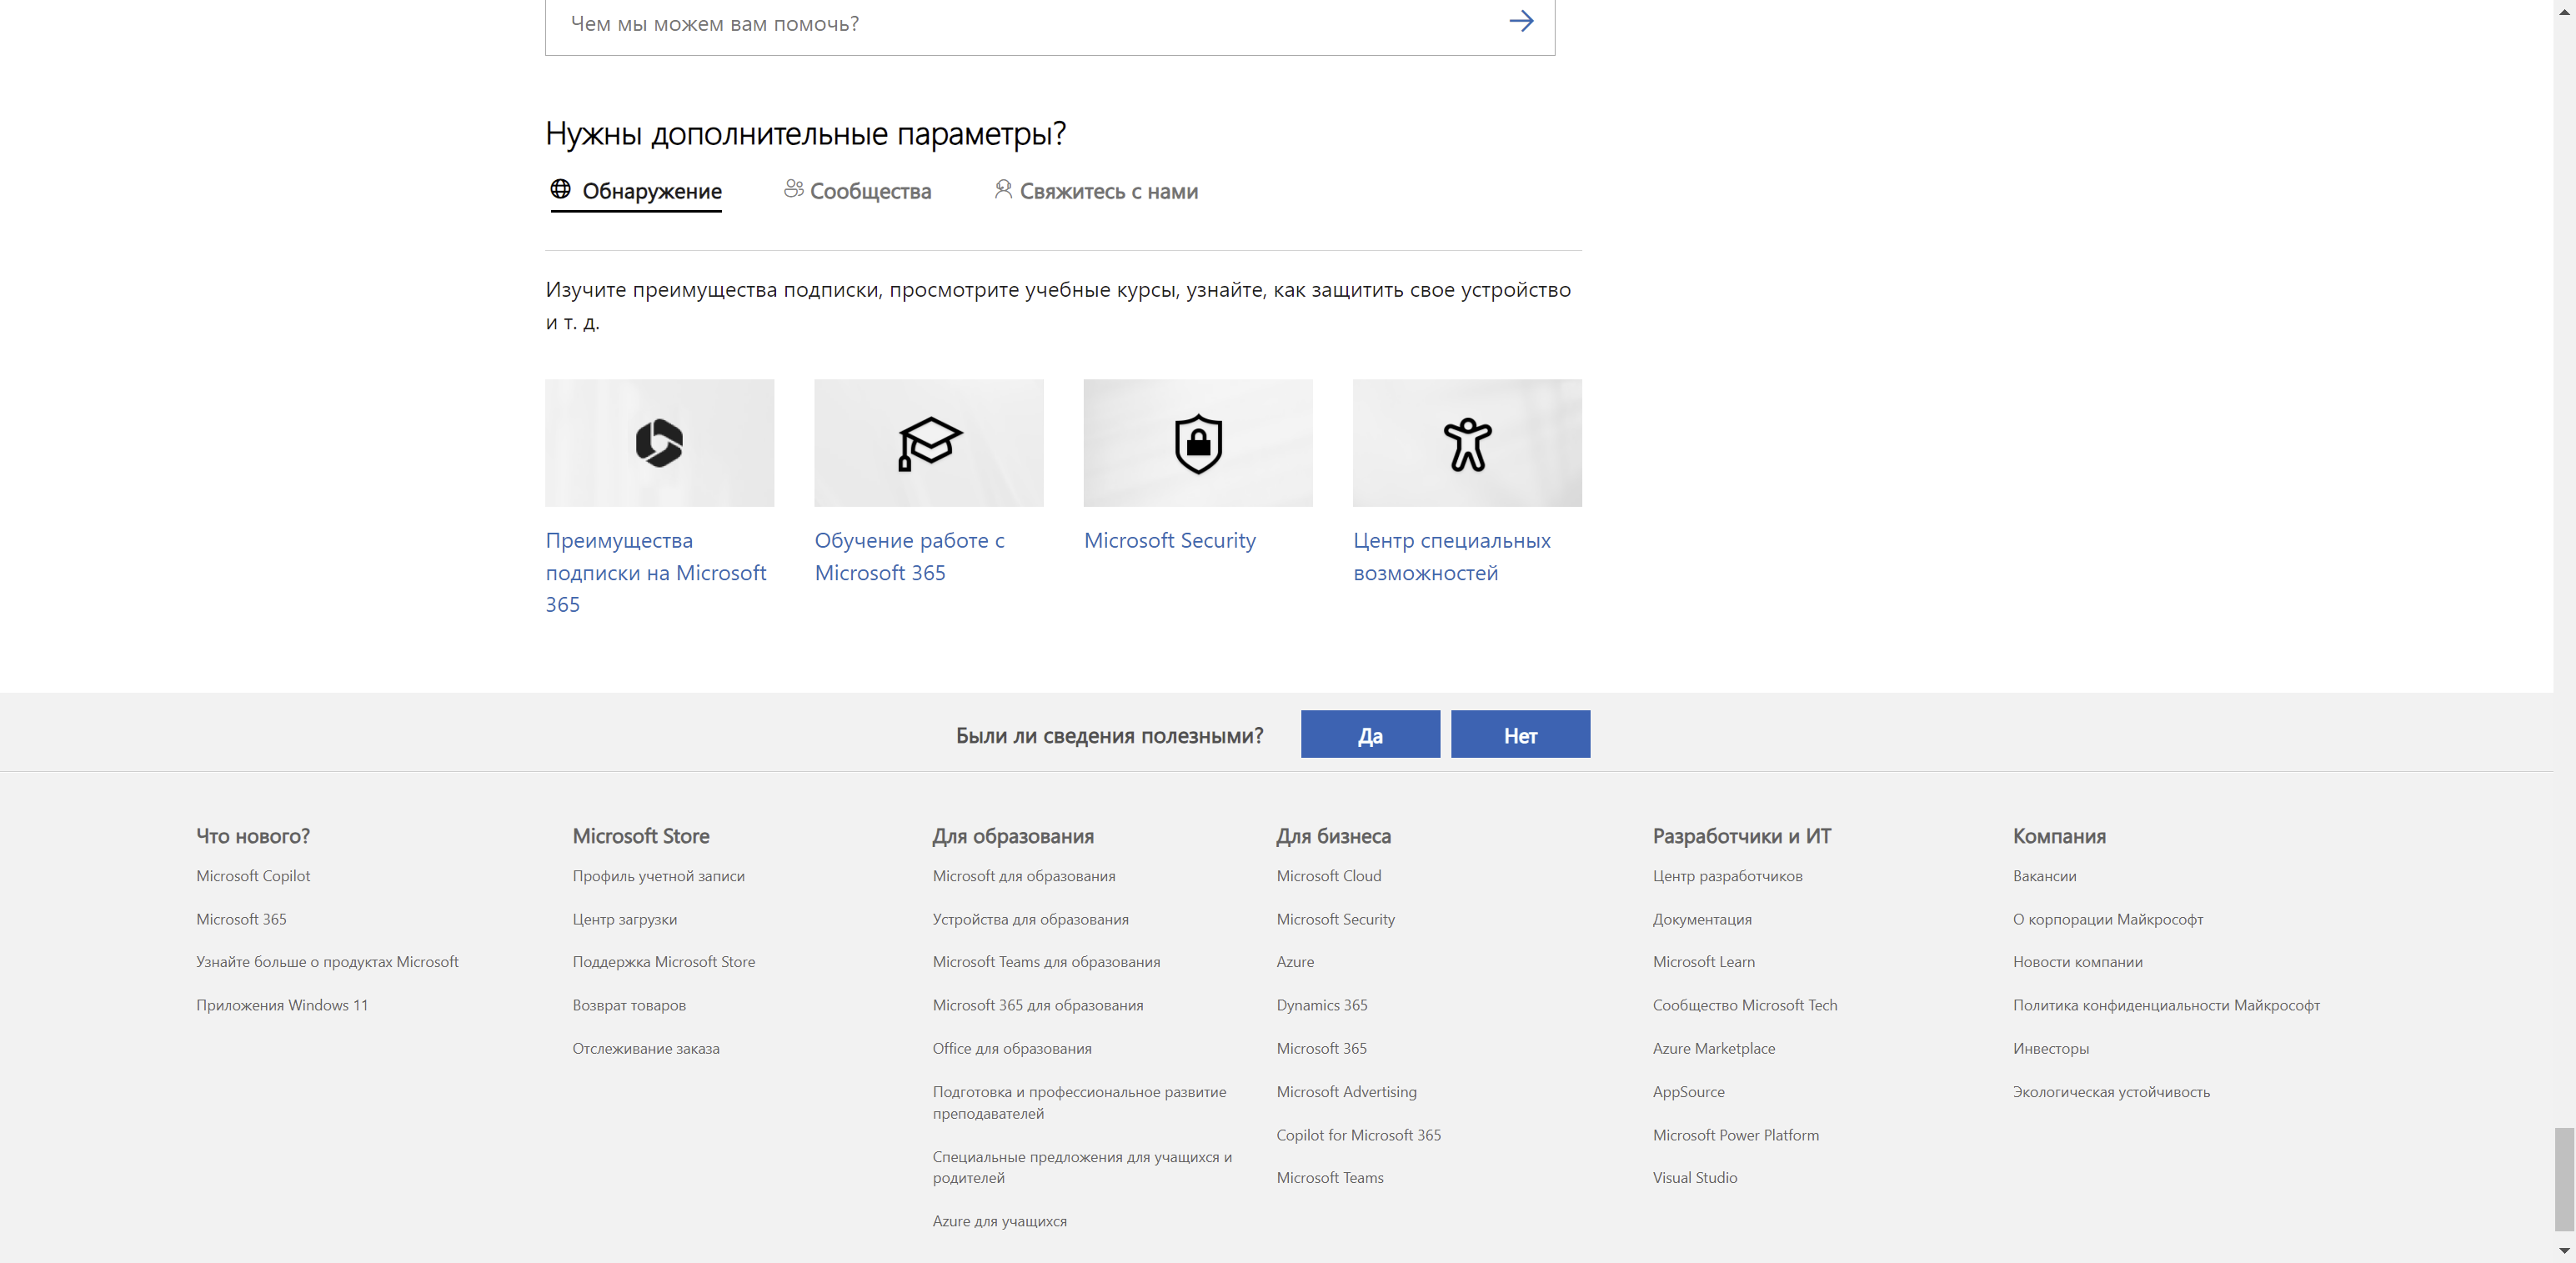 Чем мы можем вам помочь?
Нужны дополнительные параметры?
Обнаружение
Сообщества
Свяжитесь с нами
Изучите преимущества подписки, просмотрите учебные курсы, узнайте, как защитить свое устройство
и т. д.
Преимущества
подписки на Microsoft
365
Обучение работе с
Microsoft 365
Microsoft Security
Центр специальных
возможностей
Были ли сведения полезными?
Да
Нет
Что нового?
Microsoft Copilot
Microsoft 365
Узнайте больше о продуктах Microsoft
Приложения Windows 11
Microsoft Store
Профиль учетной записи
Центр загрузки
Поддержка Microsoft Store
Возврат товаров
Отслеживание заказа
Для образования
Microsoft для образования
Устройства для образования
Microsoft Teams для образования
Microsoft 365 для образования
Office для образования
Подготовка и профессиональное развитие
преподавателей
Специальные предложения для учащихся и
родителей
Azure для учащихся
Для бизнеса
Microsoft Cloud
Microsoft Security
Azure
Dynamics 365
Microsoft 365
Microsoft Advertising
Copilot for Microsoft 365
Microsoft Teams
Разработчики и ИТ
Центр разработчиков
Документация
Microsoft Learn
Сообщество Microsoft Tech
Azure Marketplace
AppSource
Microsoft Power Platform
Visual Studio
Компания
Вакансии
О корпорации Майкрософт
Новости компании
Политика конфиденциальности Майкрософт
Инвесторы
Экологическая устойчивость